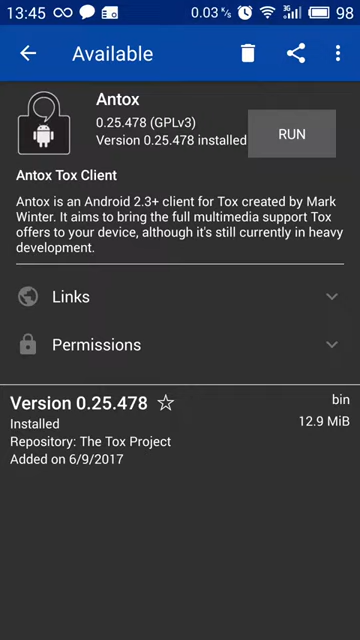 13:45 0.03 K/s 3G 98
Available
Antox
0.25.478 (GPLv3)
Version 0.25.478 installed
RUN
Antox Tox Client
Antox is an Android 2.3+ client for Tox created by Mark
Winter. It aims to bring the full multimedia support Tox
offers to your device, although it's still currently in heavy
development.
Links
Permissions
Version 0.25.478 bin
Installed 12.9 MiB
Repository: The Tox Project
Added on 6/9/2017